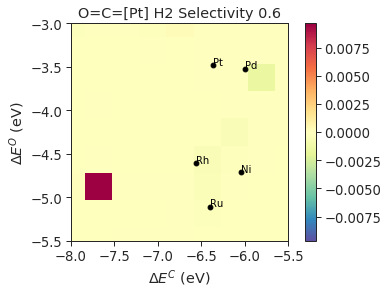 O=C=[Pt] H2 Selectivity 0.6
−3.0
−3.5
−4.0
−4.5
−5.0
−5.5
ΔE^O (eV)
Pt
Pd
Rh
Ni
Ru
−8.0 −7.5 −7.0 −6.5 −6.0 −5.5
ΔE^C (eV)
0.0075
0.0050
0.0025
0.0000
−0.0025
−0.0050
−0.0075